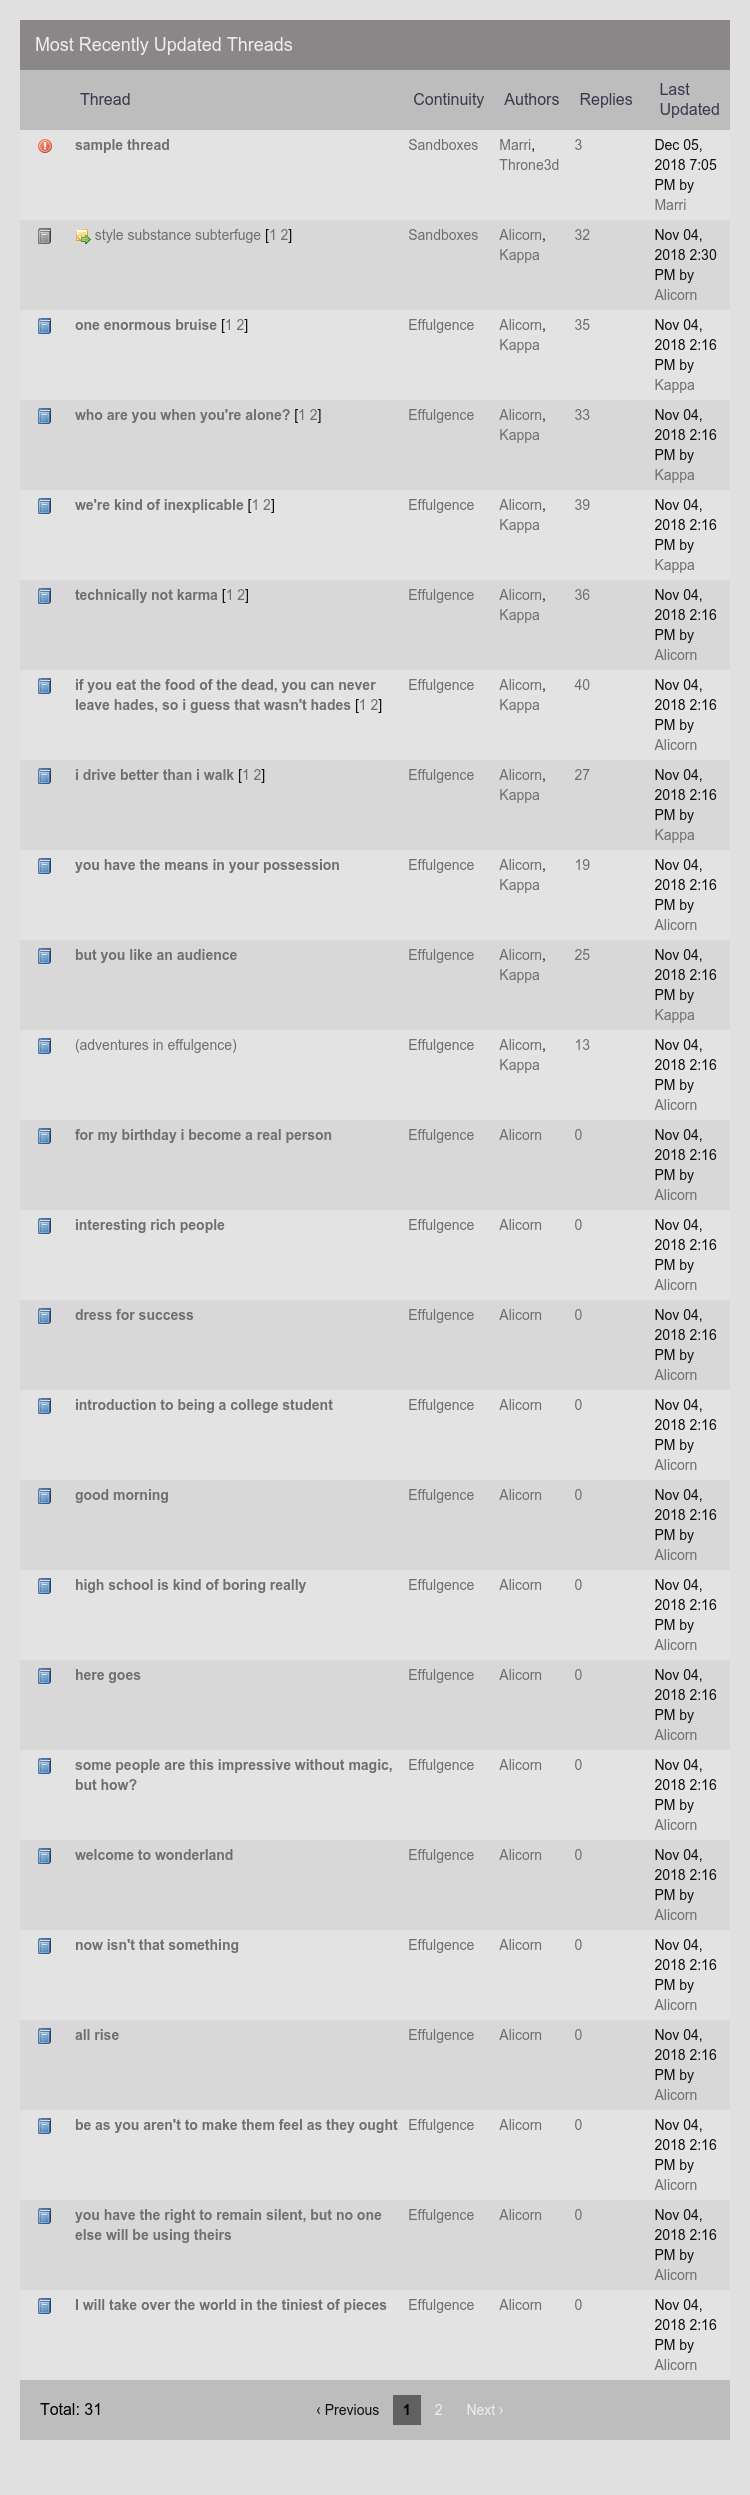 Most Recently Updated Threads
Thread Continuity Authors Replies Last Updated
sample thread Sandboxes Marri, Throne3d 3 Dec 05, 2018 7:05 PM by Marri
style substance subterfuge [1 2] Sandboxes Alicorn, Kappa 32 Nov 04, 2018 2:30 PM by Alicorn
one enormous bruise [1 2] Effulgence Alicorn, Kappa 35 Nov 04, 2018 2:16 PM by Kappa
who are you when you're alone? [1 2] Effulgence Alicorn, Kappa 33 Nov 04, 2018 2:16 PM by Kappa
we're kind of inexplicable [1 2] Effulgence Alicorn, Kappa 39 Nov 04, 2018 2:16 PM by Kappa
technically not karma [1 2] Effulgence Alicorn, Kappa 36 Nov 04, 2018 2:16 PM by Alicorn
if you eat the food of the dead, you can never leave hades, so i guess that wasn't hades [1 2] Effulgence Alicorn, Kappa 40 Nov 04, 2018 2:16 PM by Alicorn
i drive better than i walk [1 2] Effulgence Alicorn, Kappa 27 Nov 04, 2018 2:16 PM by Kappa
you have the means in your possession Effulgence Alicorn, Kappa 19 Nov 04, 2018 2:16 PM by Alicorn
but you like an audience Effulgence Alicorn, Kappa 25 Nov 04, 2018 2:16 PM by Kappa
(adventures in effulgence) Effulgence Alicorn, Kappa 13 Nov 04, 2018 2:16 PM by Alicorn
for my birthday i become a real person Effulgence Alicorn 0 Nov 04, 2018 2:16 PM by Alicorn
interesting rich people Effulgence Alicorn 0 Nov 04, 2018 2:16 PM by Alicorn
dress for success Effulgence Alicorn 0 Nov 04, 2018 2:16 PM by Alicorn
introduction to being a college student Effulgence Alicorn 0 Nov 04, 2018 2:16 PM by Alicorn
good morning Effulgence Alicorn 0 Nov 04, 2018 2:16 PM by Alicorn
high school is kind of boring really Effulgence Alicorn 0 Nov 04, 2018 2:16 PM by Alicorn
here goes Effulgence Alicorn 0 Nov 04, 2018 2:16 PM by Alicorn
some people are this impressive without magic, but how? Effulgence Alicorn 0 Nov 04, 2018 2:16 PM by Alicorn
welcome to wonderland Effulgence Alicorn 0 Nov 04, 2018 2:16 PM by Alicorn
now isn't that something Effulgence Alicorn 0 Nov 04, 2018 2:16 PM by Alicorn
all rise Effulgence Alicorn 0 Nov 04, 2018 2:16 PM by Alicorn
be as you aren't to make them feel as they ought Effulgence Alicorn 0 Nov 04, 2018 2:16 PM by Alicorn
you have the right to remain silent, but no one else will be using theirs Effulgence Alicorn 0 Nov 04, 2018 2:16 PM by Alicorn
I will take over the world in the tiniest of pieces Effulgence Alicorn 0 Nov 04, 2018 2:16 PM by Alicorn
Total: 31 ‹ Previous 1 2 Next ›